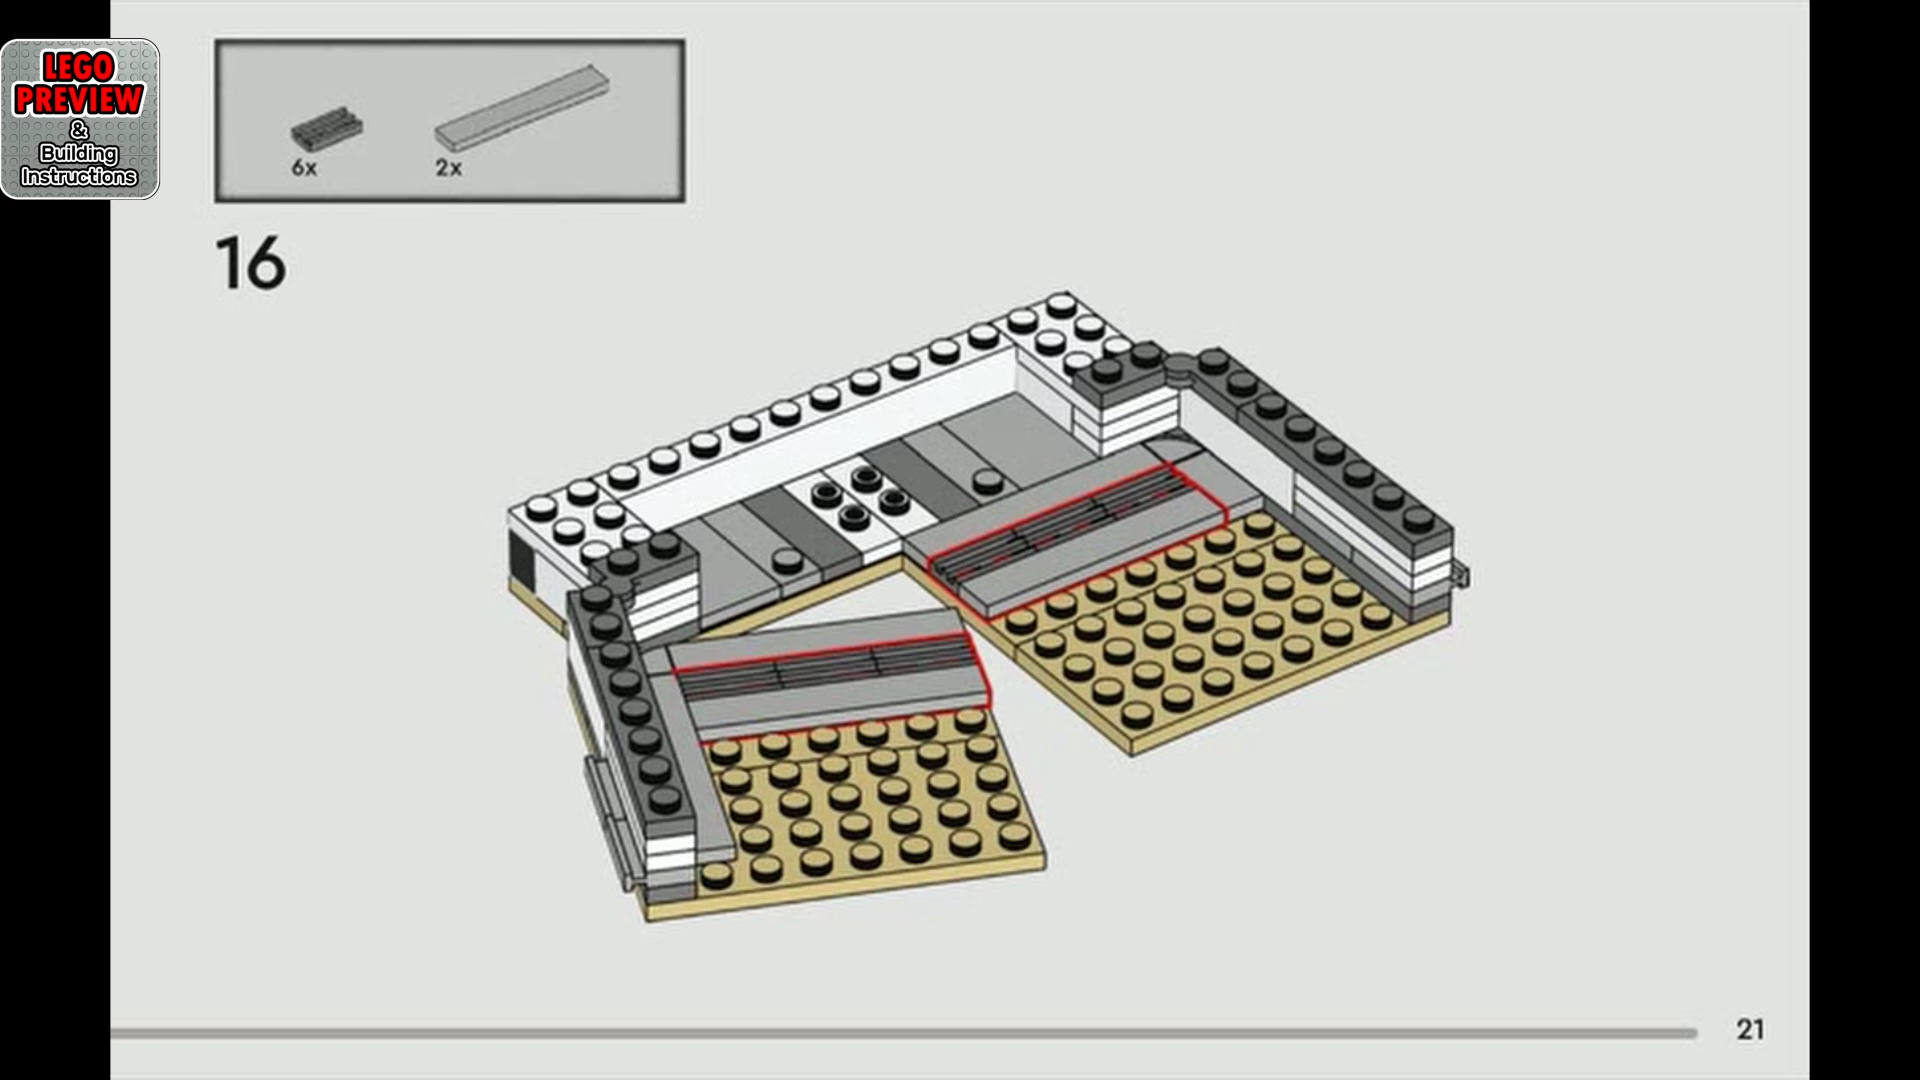 LEGO
PREVIEW
&
Building
Instructions
6x
2x
16
21